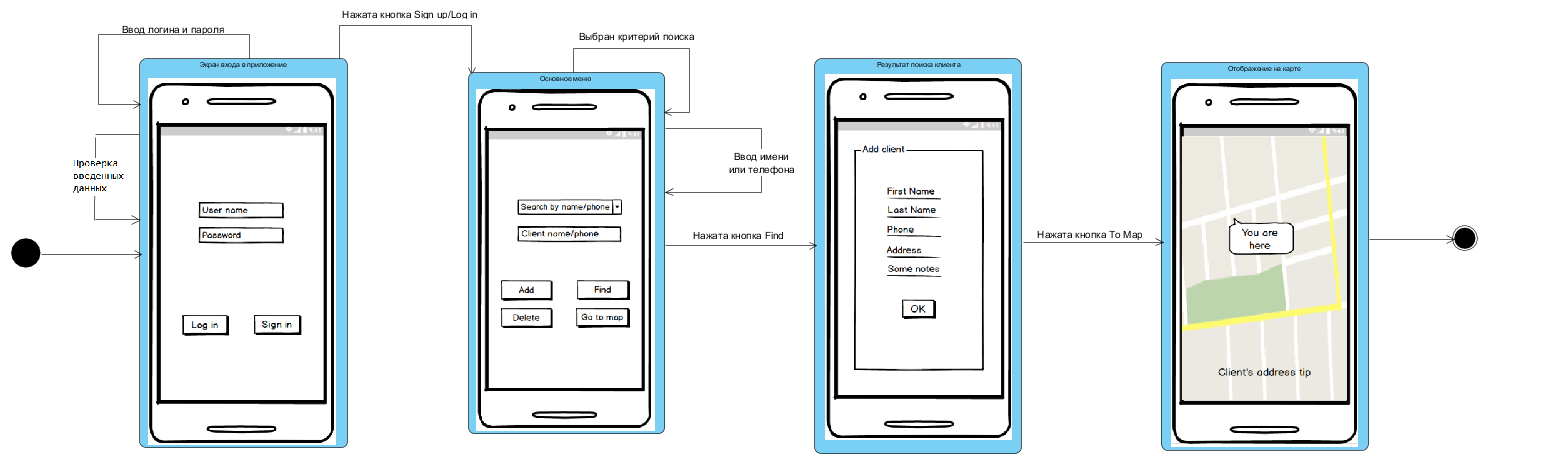 Нажата кнопка Sign up/Log in
Ввод логина и пароля
Выбран критерий поиска
Экран входа в приложение
Проверка
введенных
данных
User name
Password
Log in
Sign in
Основное меню
Search by name/phone
Client name/phone
Add
Find
Delete
Go to map
Ввод имени
или телефона
Нажата кнопка Find
Результат поиска клиента
Add client
First Name
Last Name
Phone
Address
Some notes
OK
Нажата кнопка To Map
Отображение на карте
You are
here
Client's address tip